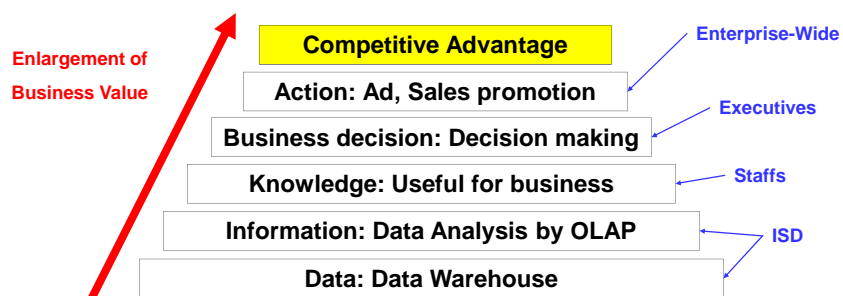 Enterprise-Wide
Competitive Advantage
Enlargement of
Business Value
Action: Ad, Sales promotion
Executives
Business decision: Decision making
Staffs
Knowledge: Useful for business
Information: Data Analysis by OLAP
ISD
Data: Data Warehouse